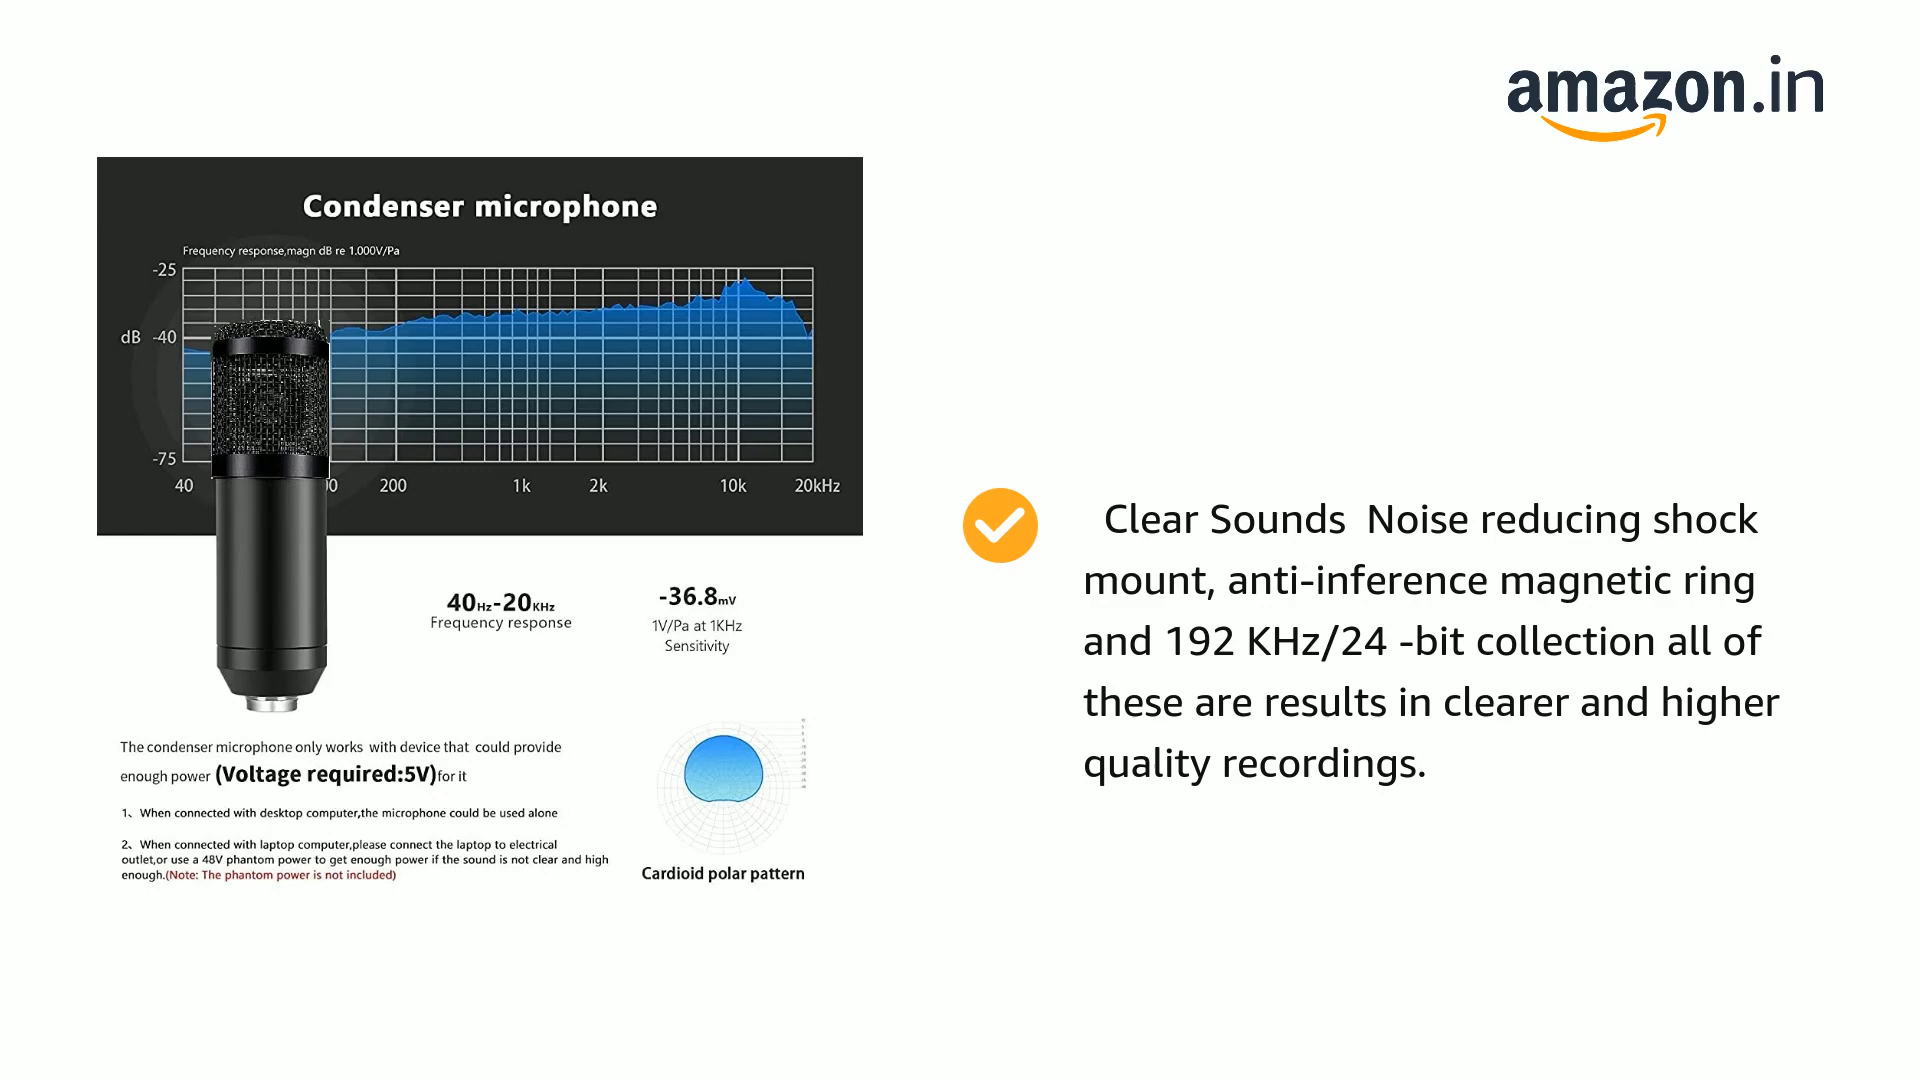 amazon.in
Condenser microphone
Frequency response,magn dB re 1.000V/Pa
-25
dB -40
-75
40 200 1k 2k 10k 20kHz
40Hz-20KHz
Frequency response
-36.8mV
1V/Pa at 1KHz
Sensitivity
The condenser microphone only works with device that could provide
enough power (Voltage required:5V)for it
1、When connected with desktop computer,the microphone could be used alone
2、When connected with laptop computer,please connect the laptop to electrical
outlet,or use a 48V phantom power to get enough power if the sound is not clear and high
enough.(Note: The phantom power is not included)
Cardioid polar pattern
Clear Sounds Noise reducing shock
mount, anti-inference magnetic ring
and 192 KHz/24 -bit collection all of
these are results in clearer and higher
quality recordings.